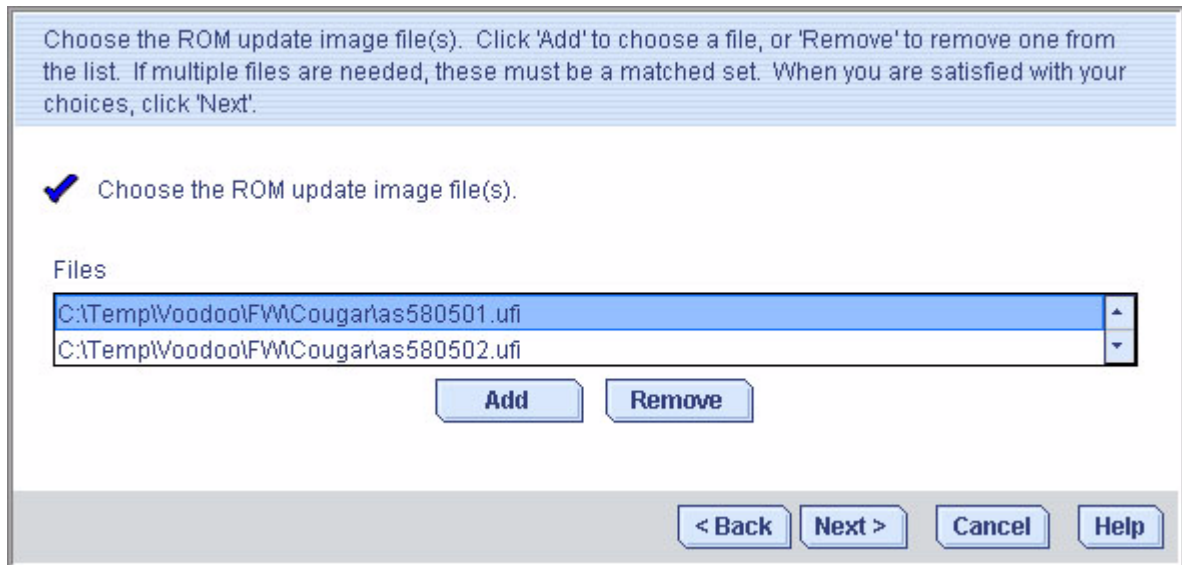 Choose the ROM update image file(s). Click 'Add' to choose a file, or 'Remove' to remove one from
the list. If multiple files are needed, these must be a matched set. When you are satisfied with your
choices, click 'Next'.
Choose the ROM update image file(s).
Files
C:\Temp\Voodoo\FW\Cougar\as580501.ufi
C:\Temp\Voodoo\FW\Cougar\as580502.ufi
Add Remove
< Back Next > Cancel Help